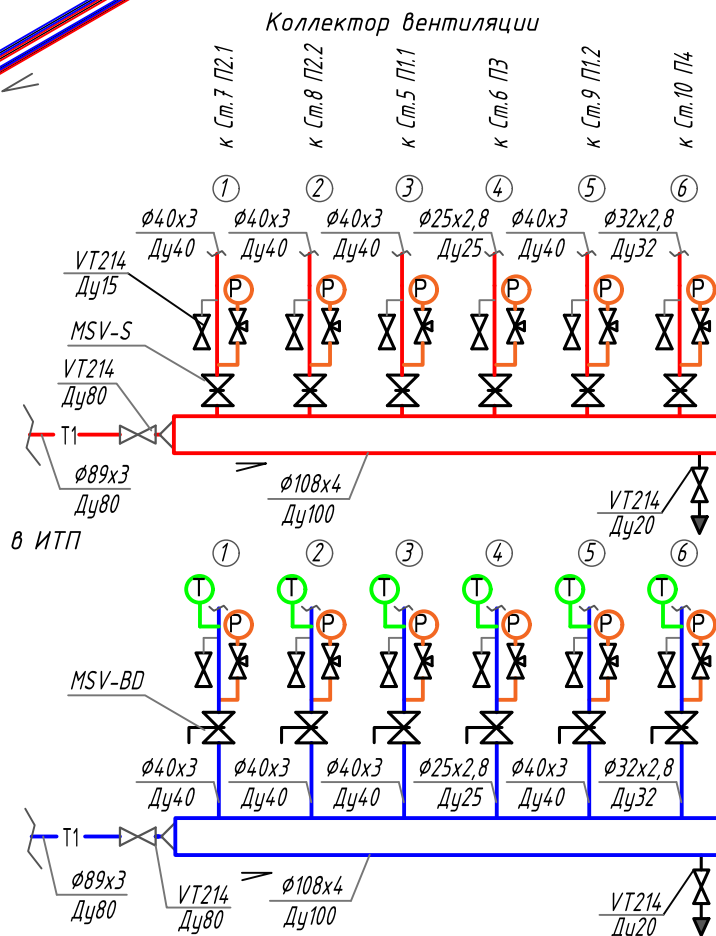 Коллектор вентиляции
к Ст.7 П2.1
к Ст.8 П2.2
к Ст.5 П1.1
к Ст.6 П3
к Ст.9 П1.2
к Ст.10 П4
1 2 3 4 5 6
Ф40х3 Ф40х3 Ф40х3 Ф25х2,8 Ф40х3 Ф32х2,8
Ду40 Ду40 Ду40 Ду25 Ду40 Ду32
VT214
Ду15
P P P P P P
MSV-S
VT214
Ду80
Т1
Ф89х3
Ду80
Ф108х4
Ду100
VT214
Ду20
в ИТП
1 2 3 4 5 6
T T T T T T
P P P P P P
MSV-BD
Ф40х3 Ф40х3 Ф40х3 Ф25х2,8 Ф40х3 Ф32х2,8
Ду40 Ду40 Ду40 Ду25 Ду40 Ду32
Т1
Ф89х3
Ду80
VT214
Ду80
Ф108х4
Ду100
VT214
Ду20